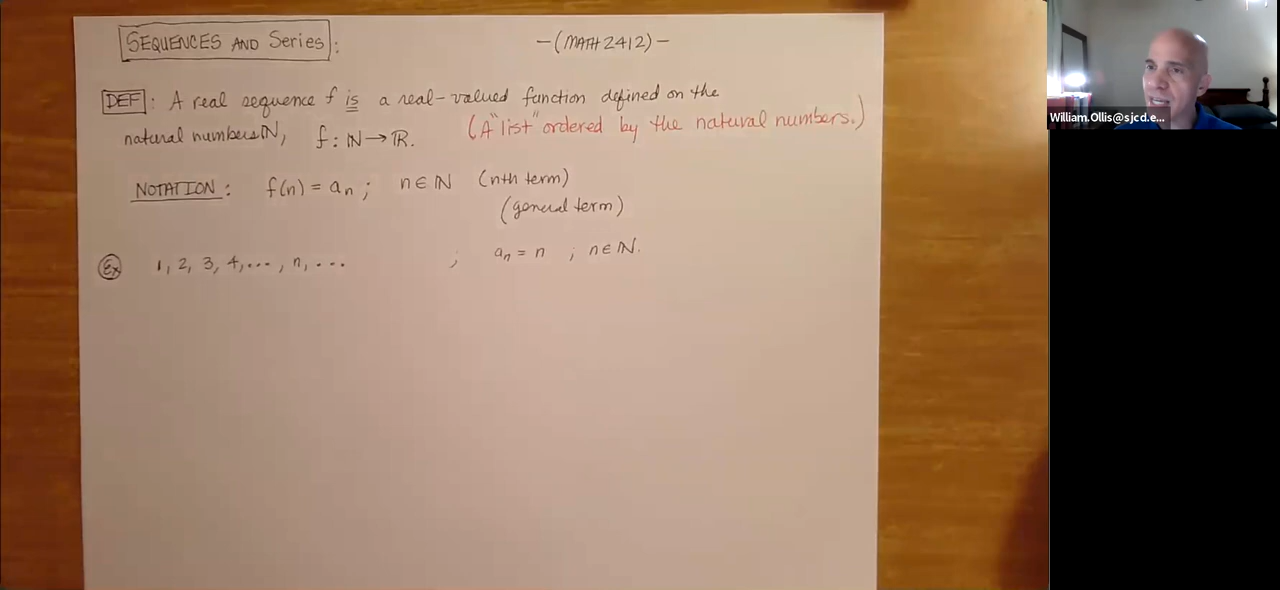 SEQUENCES AND Series:
-(MATH 2412)-
DEF: A real sequence f is a real-valued function defined on the
natural numbers ℕ, f: ℕ→ℝ.
(A "list" ordered by the natural numbers.)
NOTATION: f(n) = aₙ; n∈ℕ (nth term)
(general term)
Ex 1, 2, 3, 4, ..., n, ... ; aₙ = n ; n∈ℕ.
William.Ollis@sjcd.e...